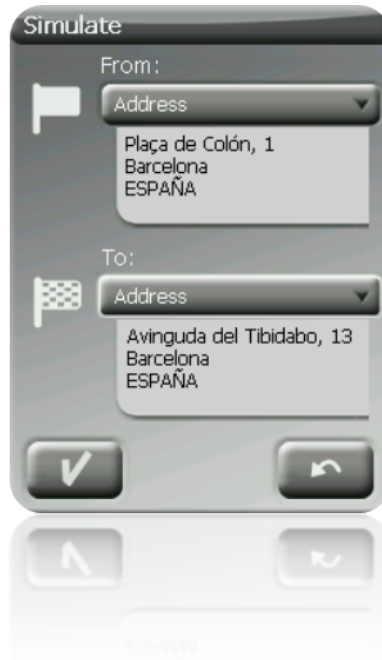 Simulate
From:
Address
Plaça de Colón, 1
Barcelona
ESPAÑA
To:
Address
Avinguda del Tibidabo, 13
Barcelona
ESPAÑA